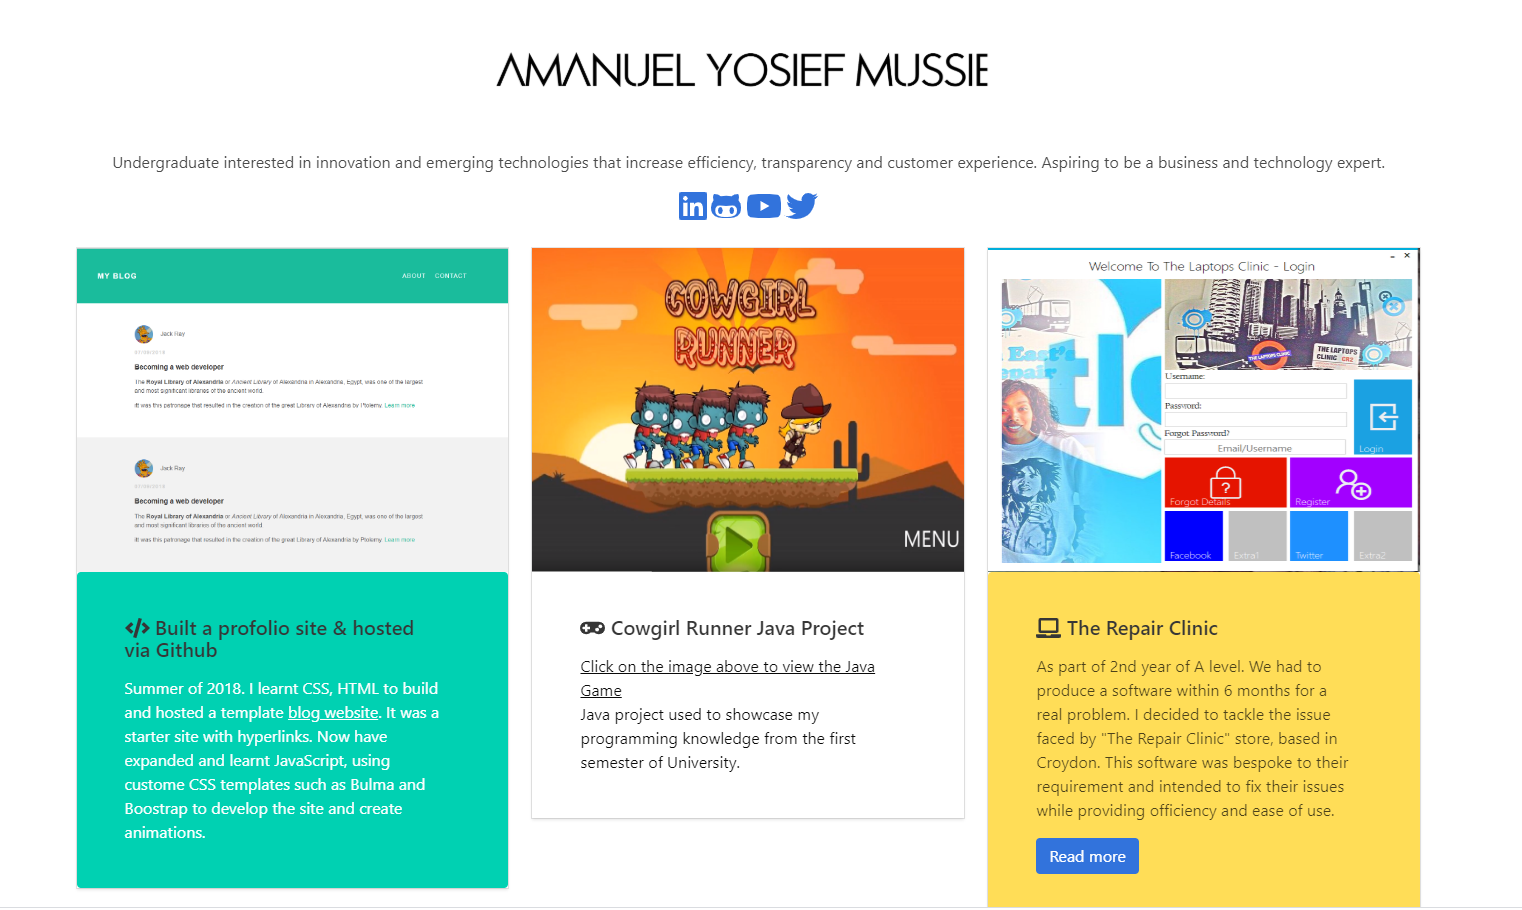 AMANUEL YOSIEF MUSSIE
Undergraduate interested in innovation and emerging technologies that increase efficiency, transparency and customer experience. Aspiring to be a business and technology expert.
MY BLOG
ABOUT CONTACT
Jack Ray
01/09/2018
Becoming a web developer
The Royal Library of Alexandria or Ancient Library of Alexandria in Alexandria, Egypt, was one of the largest
and most significant libraries of the ancient world.
It was this patronage that resulted in the creation of the great Library of Alexandria by Ptolemy. Learn more
Jack Ray
Becoming a web developer
The Royal Library of Alexandria or Ancient Library of Alexandria in Alexandria, Egypt, was one of the largest
and most significant libraries of the ancient world.
It was this patronage that resulted in the creation of the great Library of Alexandria by Ptolemy. Learn more
Built a profolio site & hosted
via Github
Summer of 2018. I learnt CSS, HTML to build
and hosted a template blog website. It was a
starter site with hyperlinks. Now have
expanded and learnt JavaScript, using
custome CSS templates such as Bulma and
Boostrap to develop the site and create
animations.
COWGIRL
RUNNER
MENU
Cowgirl Runner Java Project
Click on the image above to view the Java
Game
Java project used to showcase my
programming knowledge from the first
semester of University.
Welcome To The Laptops Clinic - Login
THE LAPTOPS CLINIC
THE LAPTOPS
CLINIC CR2
Username:
Password:
Forgot Password?
Email/Username
Login
Forgot Details
Register
Facebook
Extra1
Twitter
Extra2
The Repair Clinic
As part of 2nd year of A level. We had to
produce a software within 6 months for a
real problem. I decided to tackle the issue
faced by "The Repair Clinic" store, based in
Croydon. This software was bespoke to their
requirement and intended to fix their issues
while providing officiency and ease of use.
Read more